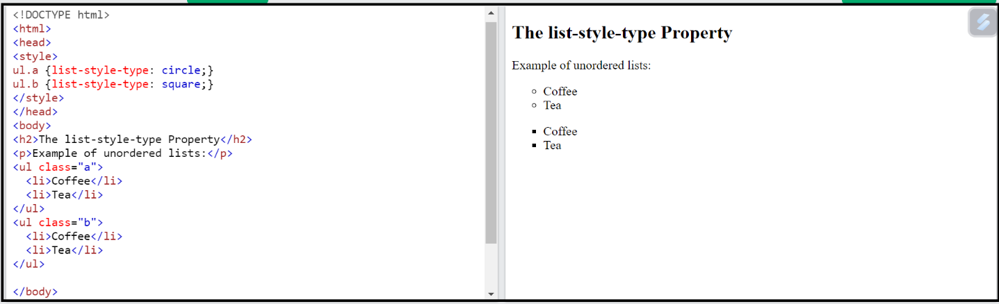 <!DOCTYPE html>
<html>
<head>
<style>
ul.a {list-style-type: circle;}
ul.b {list-style-type: square;}
</style>
</head>
<body>
<h2>The list-style-type Property</h2>
<p>Example of unordered lists:</p>
<ul class="a">
  <li>Coffee</li>
  <li>Tea</li>
</ul>
<ul class="b">
  <li>Coffee</li>
  <li>Tea</li>
</ul>
</body>
The list-style-type Property
Example of unordered lists:
Coffee
Tea
Coffee
Tea